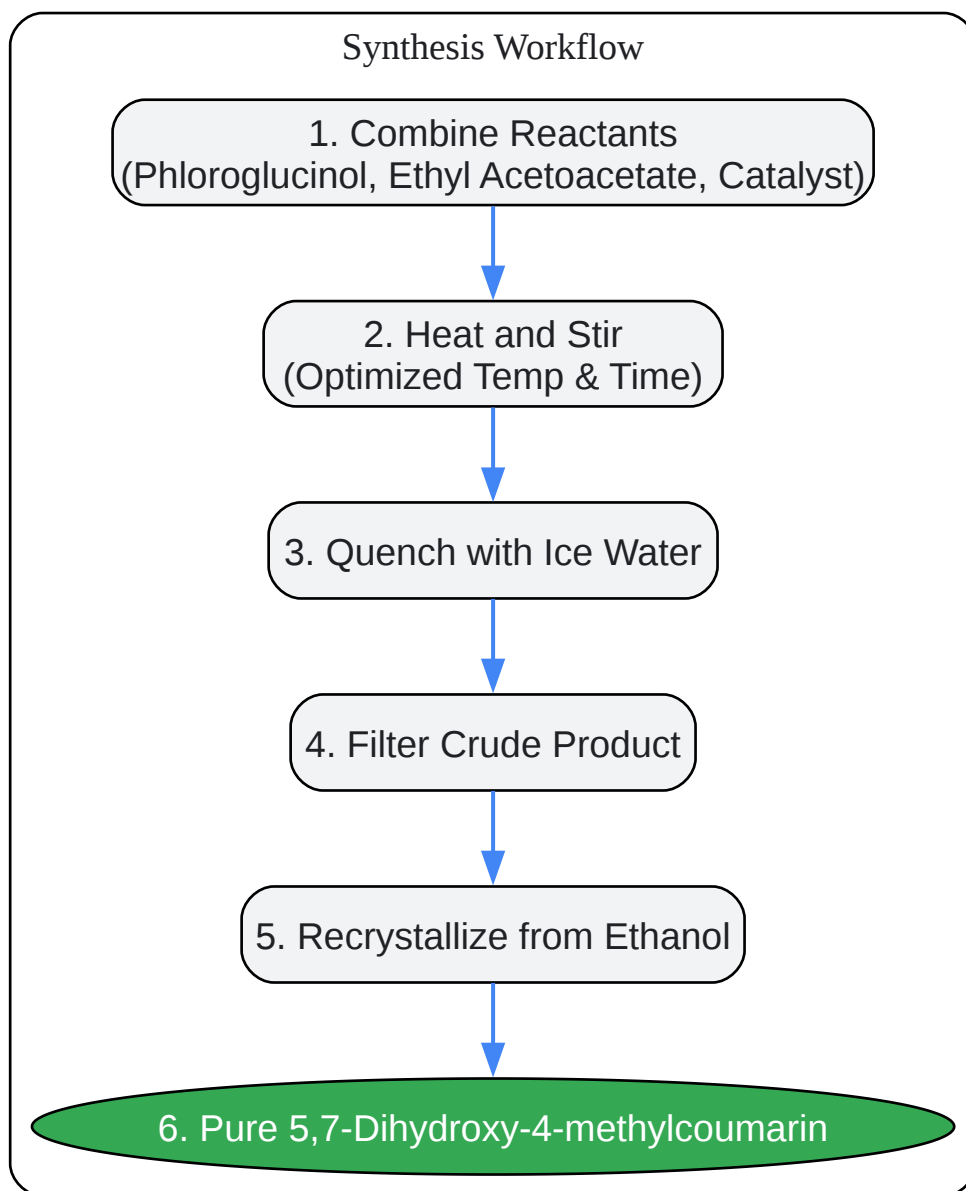 Synthesis Workflow
1. Combine Reactants
(Phloroglucinol, Ethyl Acetoacetate, Catalyst)
2. Heat and Stir
(Optimized Temp & Time)
3. Quench with Ice Water
4. Filter Crude Product
5. Recrystallize from Ethanol
6. Pure 5,7-Dihydroxy-4-methylcoumarin